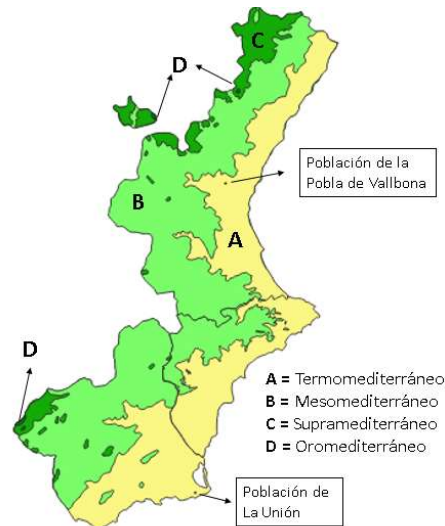 C
D
Población de la
Pobla de Vallbona
B
A
D
A = Termomediterráneo
B = Mesomediterráneo
C = Supramediterráneo
D = Oromediterráneo
Población de
La Unión